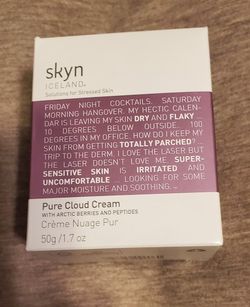 skyn
ICELAND®
Solutions for Stressed Skin
FRIDAY NIGHT COCKTAILS. SATURDAY
MORNING HANGOVER. MY HECTIC CALEN-
DAR IS LEAVING MY SKIN DRY AND FLAKY ...
10 DEGREES BELOW OUTSIDE. 100
DEGREES IN MY OFFICE. HOW DO I KEEP MY
SKIN FROM GETTING TOTALLY PARCHED? ...
TRIP TO THE DERM. I LOVE THE LASER BUT
THE LASER DOESN'T LOVE ME. SUPER-
SENSITIVE SKIN IS IRRITATED AND
UNCOMFORTABLE ... LOOKING FOR SOME
MAJOR MOISTURE AND SOOTHING. ...
Pure Cloud Cream
WITH ARCTIC BERRIES AND PEPTIDES
Crème Nuage Pur
50g/1.7 oz